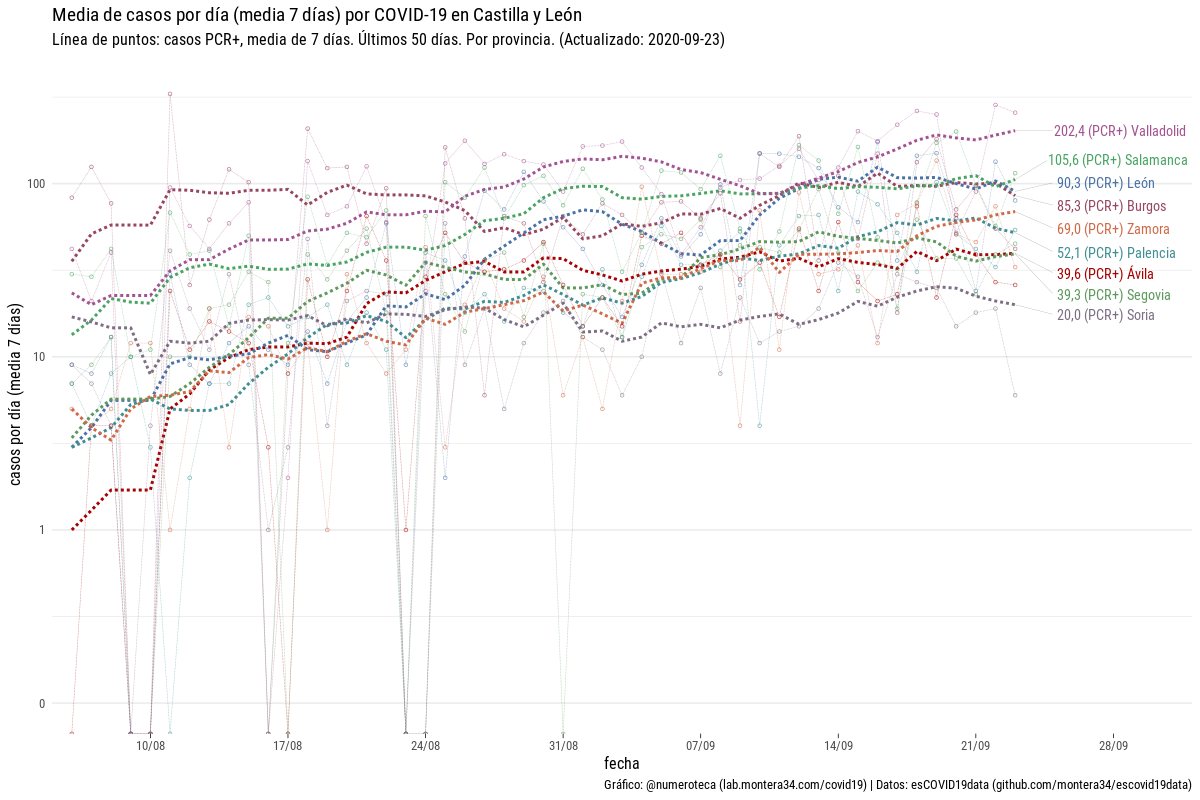 Media de casos por día (media 7 días) por COVID-19 en Castilla y León
Línea de puntos: casos PCR+, media de 7 días. Últimos 50 días. Por provincia. (Actualizado: 2020-09-23)
casos por día (media 7 días)
100
10
1
0
202,4 (PCR+) Valladolid
105,6 (PCR+) Salamanca
90,3 (PCR+) León
85,3 (PCR+) Burgos
69,0 (PCR+) Zamora
52,1 (PCR+) Palencia
39,6 (PCR+) Ávila
39,3 (PCR+) Segovia
20,0 (PCR+) Soria
10/08 17/08 24/08 31/08 07/09 14/09 21/09 28/09
fecha
Gráfico: @numeroteca (lab.montera34.com/covid19) | Datos: esCOVID19data (github.com/montera34/escovid19data)